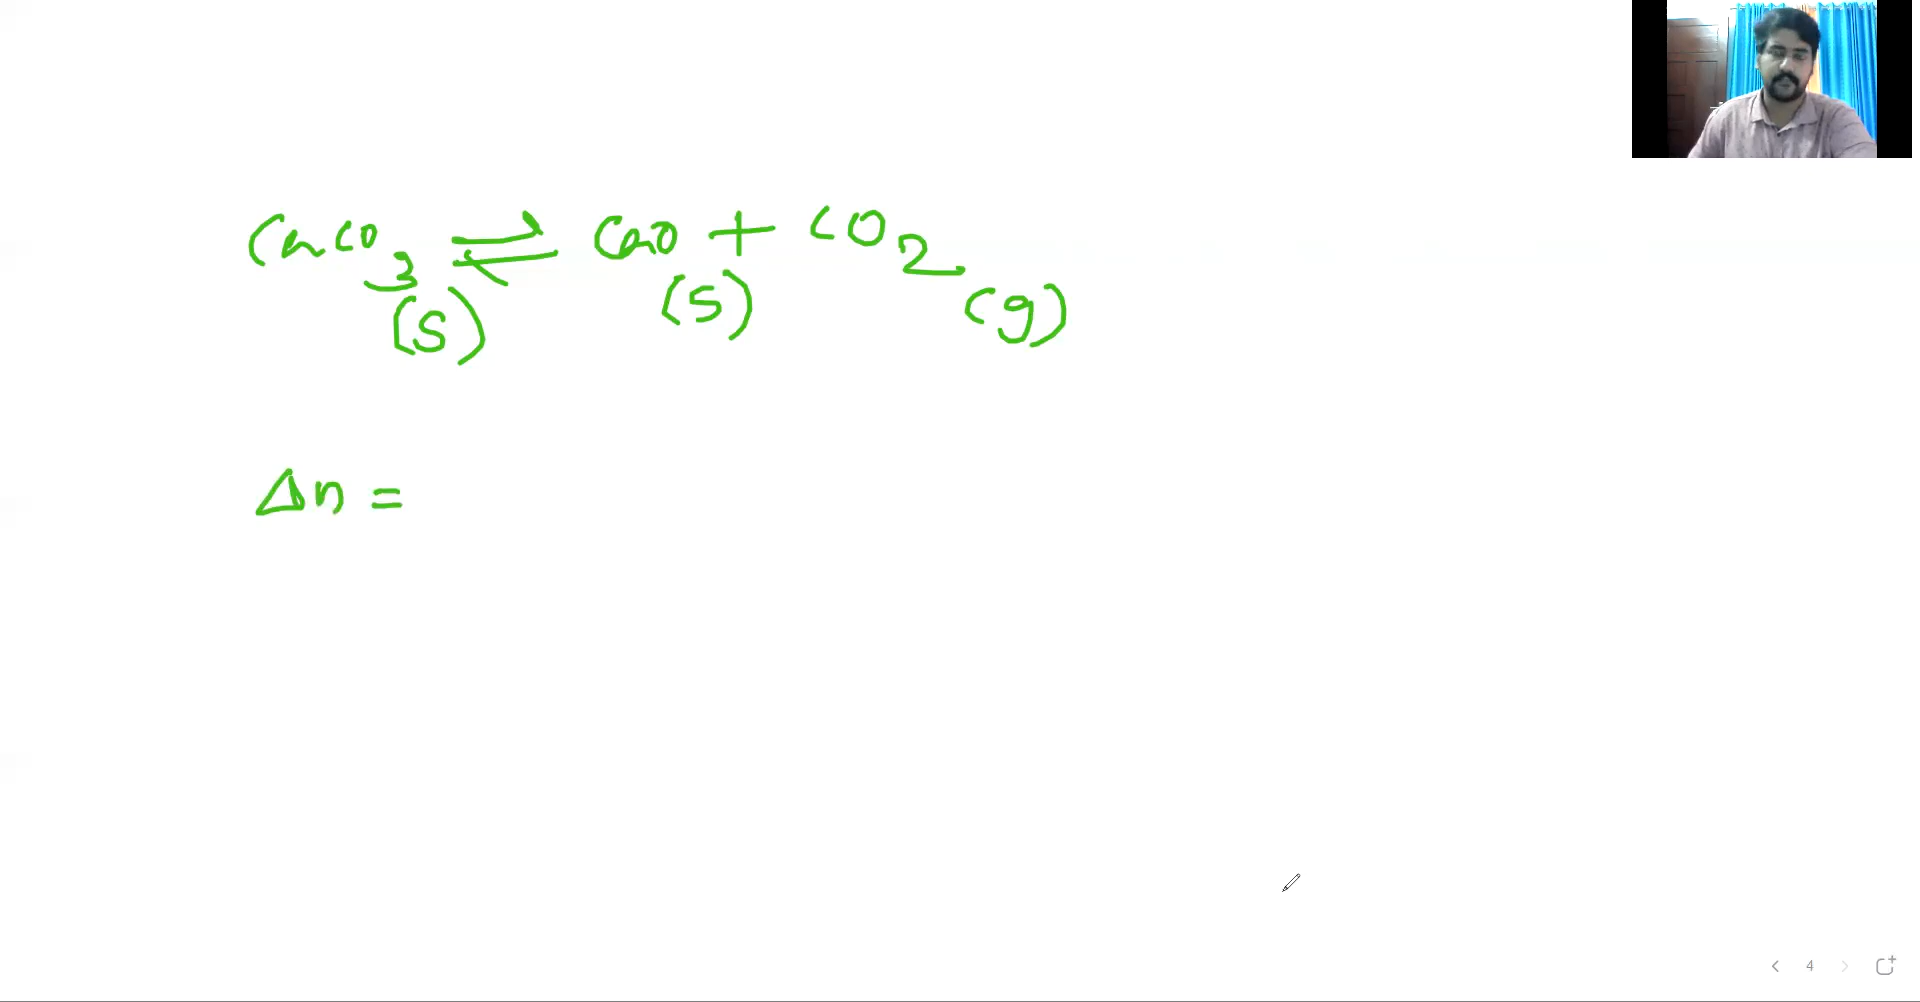 CaCO3 ⇌ CaO + CO2
(s) (s) (g)
Δn =
4